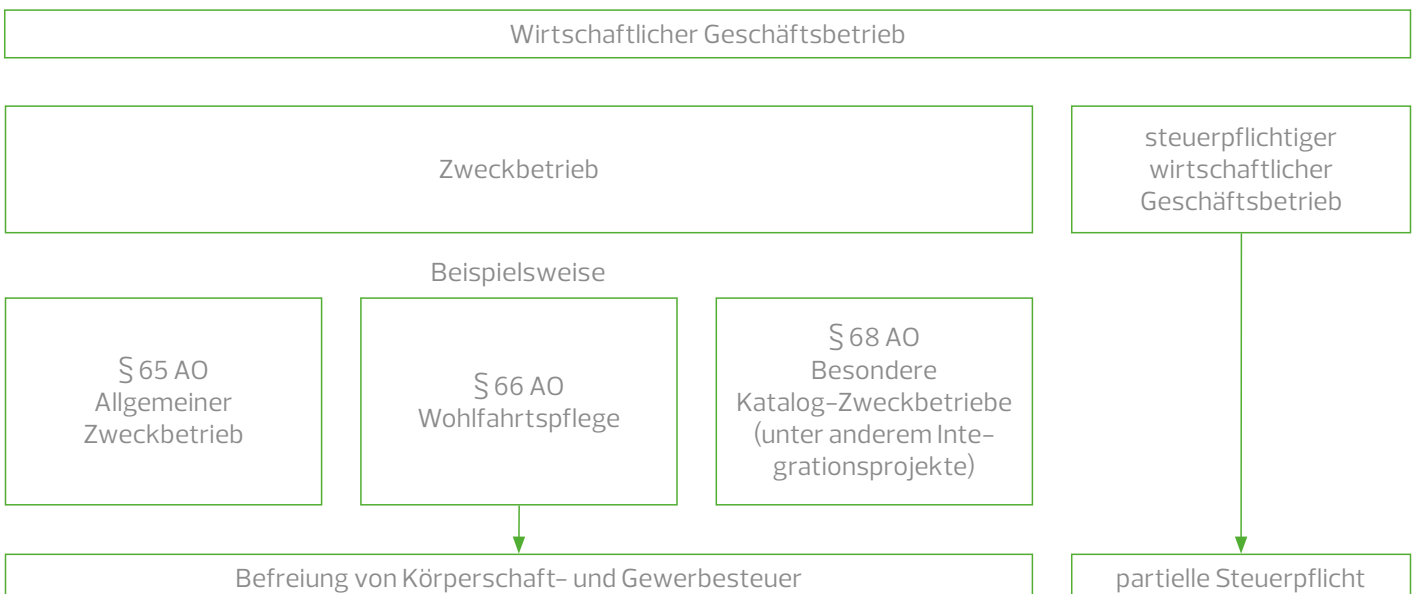 Wirtschaftlicher Geschäftsbetrieb
Zweckbetrieb
steuerpflichtiger
wirtschaftlicher
Geschäftsbetrieb
Beispielsweise
§ 65 AO
Allgemeiner
Zweckbetrieb
§ 66 AO
Wohlfahrtspflege
§ 68 AO
Besondere
Katalog-Zweckbetriebe
(unter anderem Inte-
grationsprojekte)
Befreiung von Körperschaft- und Gewerbesteuer
partielle Steuerpflicht